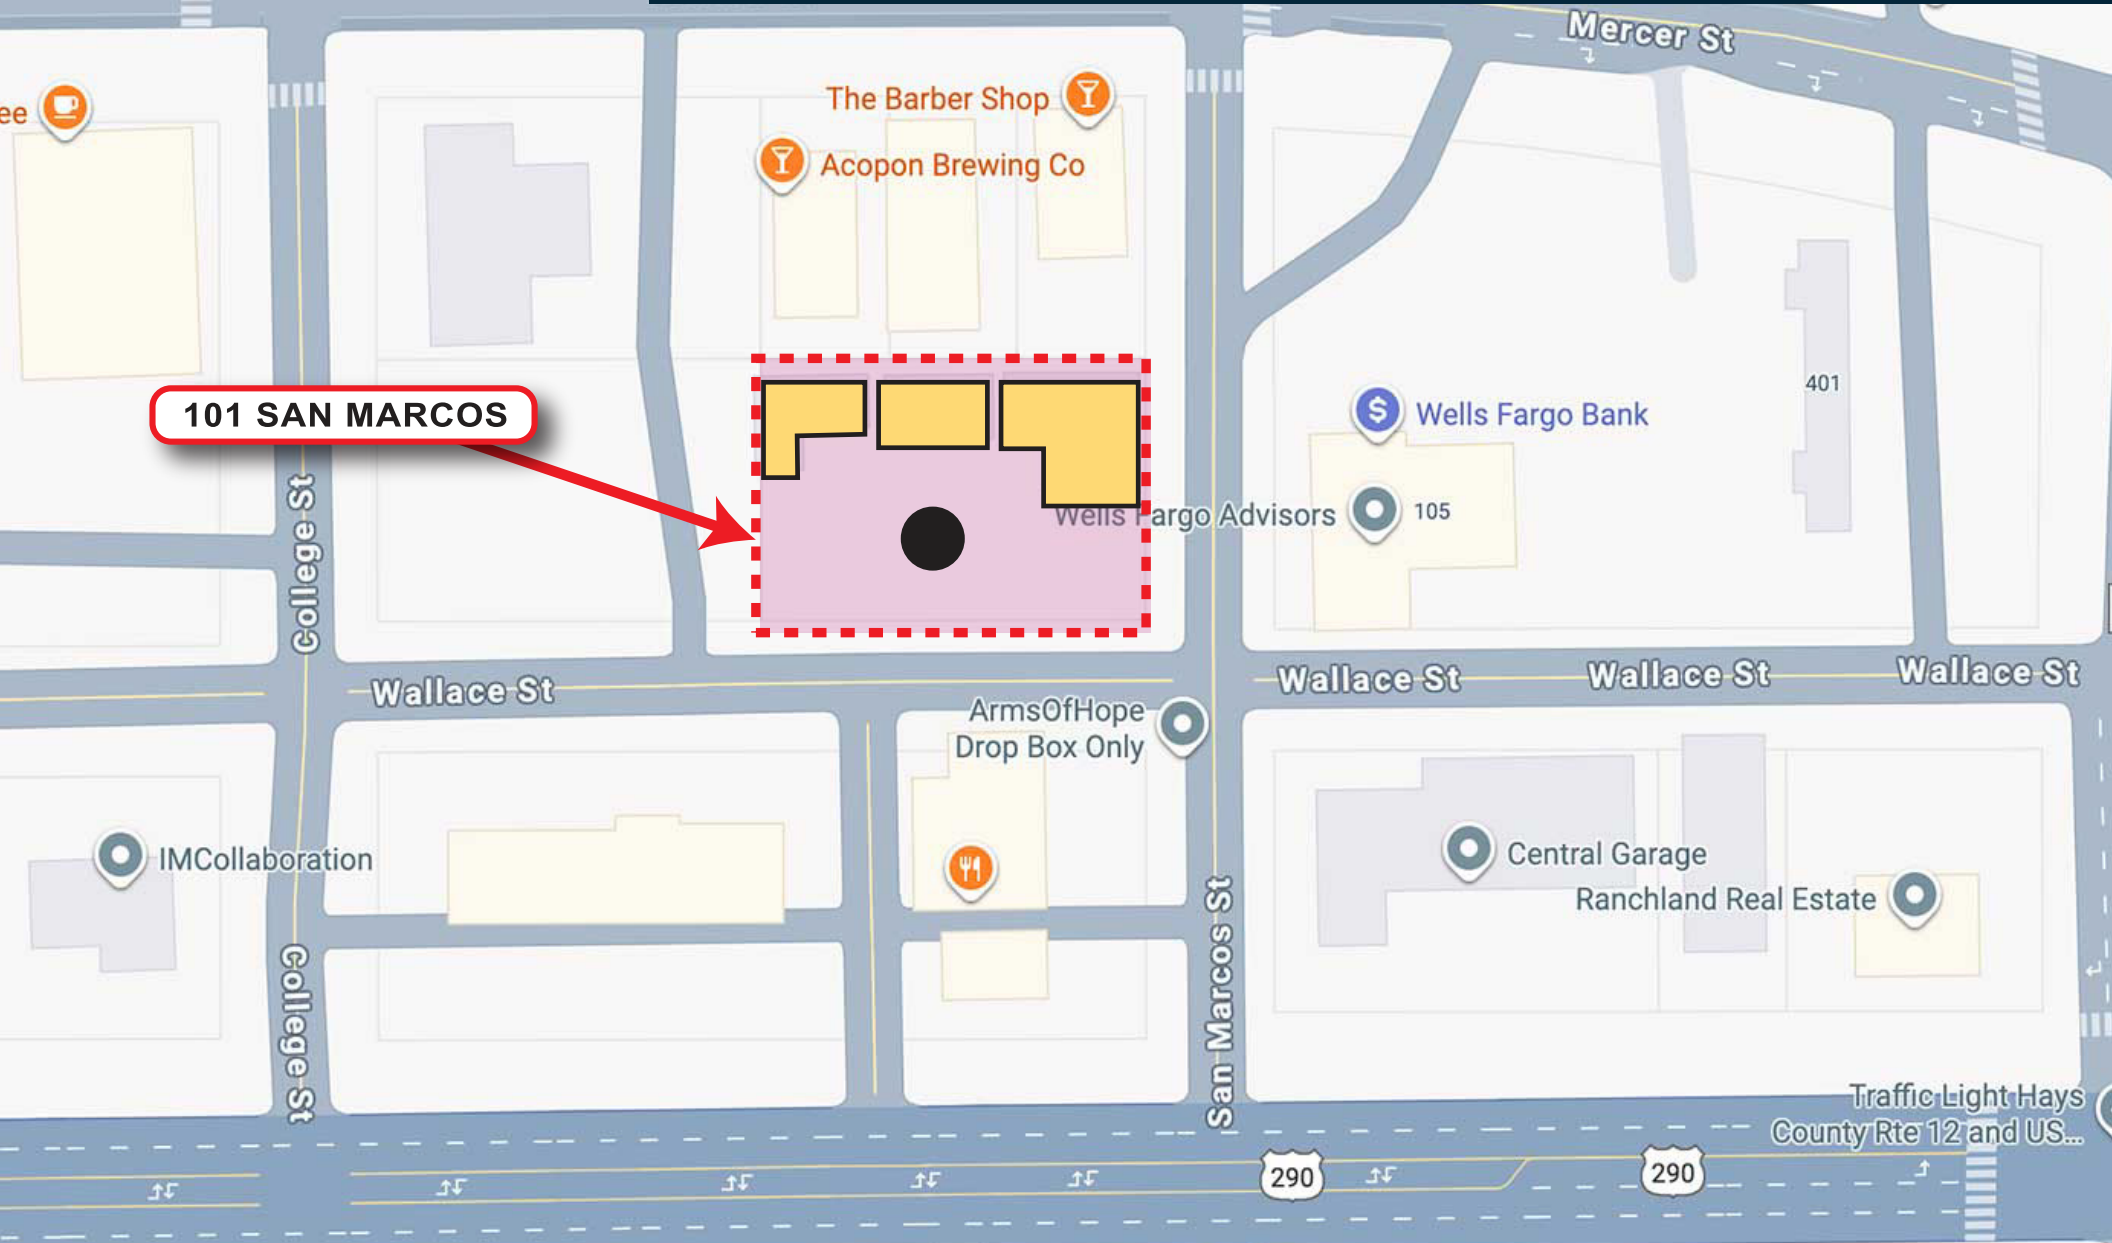 Mercer St
The Barber Shop
ee
Acopon Brewing Co
401
101 SAN MARCOS
Wells Fargo Bank
Wells Fargo Advisors
105
College St
Wallace St
Wallace St
Wallace St
Wallace St
ArmsOfHope
Drop Box Only
IMCollaboration
Central Garage
Ranchland Real Estate
College St
San Marcos St
Traffic Light Hays
County Rte 12 and US...
290
290